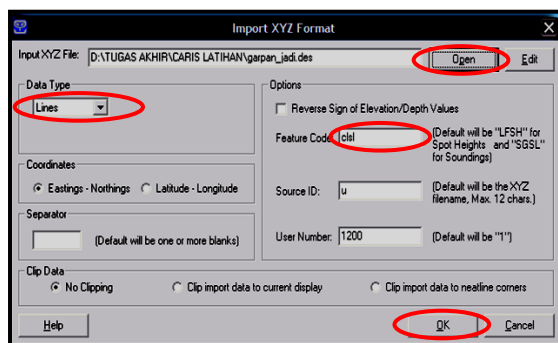 Import XYZ Format
X
Input XYZ File: D:\TUGAS AKHIR\CARIS LATIHAN\garpan_jadi.des Open Edit
Data Type
Lines
Options
Reverse Sign of Elevation/Depth Values
Feature Code: clsl (Default will be "LFSH" for
Spot Heights and "SGSL"
for Soundings)
Coordinates
Eastings - Northings Latitude - Longitude
Source ID: u (Default will be the XYZ
filename, Max. 12 chars.)
Separator
(Default will be one or more blanks)
User Number: 1200 (Default will be "1")
Clip Data
No Clipping Clip import data to current display Clip import data to neatline corners
Help OK Cancel